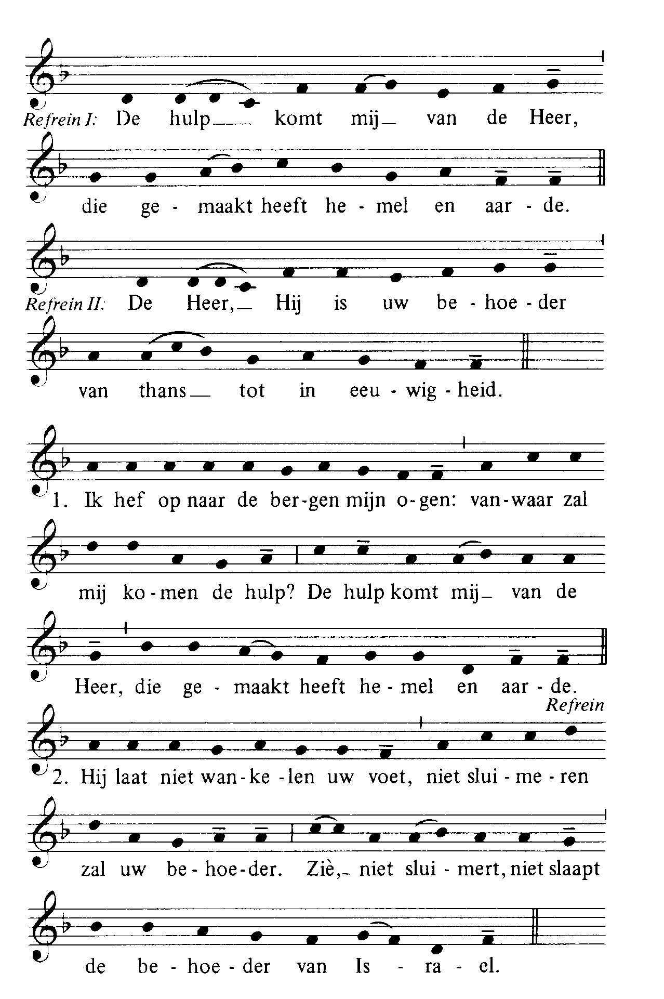 Refrein I: De hulp komt mij van de Heer,
die ge - maakt heeft he - mel en aar - de.
Refrein II: De Heer, Hij is uw be - hoe - der
van thans tot in eeu - wig - heid.
1. Ik hef op naar de ber-gen mijn o-gen: van-waar zal
mij ko - men de hulp? De hulp komt mij van de
Heer, die ge - maakt heeft he - mel en aar - de.
Refrein
2. Hij laat niet wan-ke-len uw voet, niet slui - me - ren
zal uw be - hoe-der. Ziè, niet slui - mert, niet slaapt
de be - hoe - der van Is - ra - el.